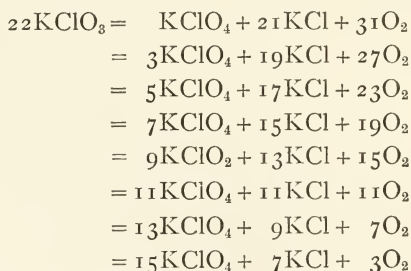 22KClO₃ = KClO₄ + 21KCl + 31O₂
= 3KClO₄ + 19KCl + 27O₂
= 5KClO₄ + 17KCl + 23O₂
= 7KClO₄ + 15KCl + 19O₂
= 9KClO₂ + 13KCl + 15O₂
= 11KClO₄ + 11KCl + 11O₂
= 13KClO₄ + 9KCl + 7O₂
= 15KClO₄ + 7KCl + 3O₂